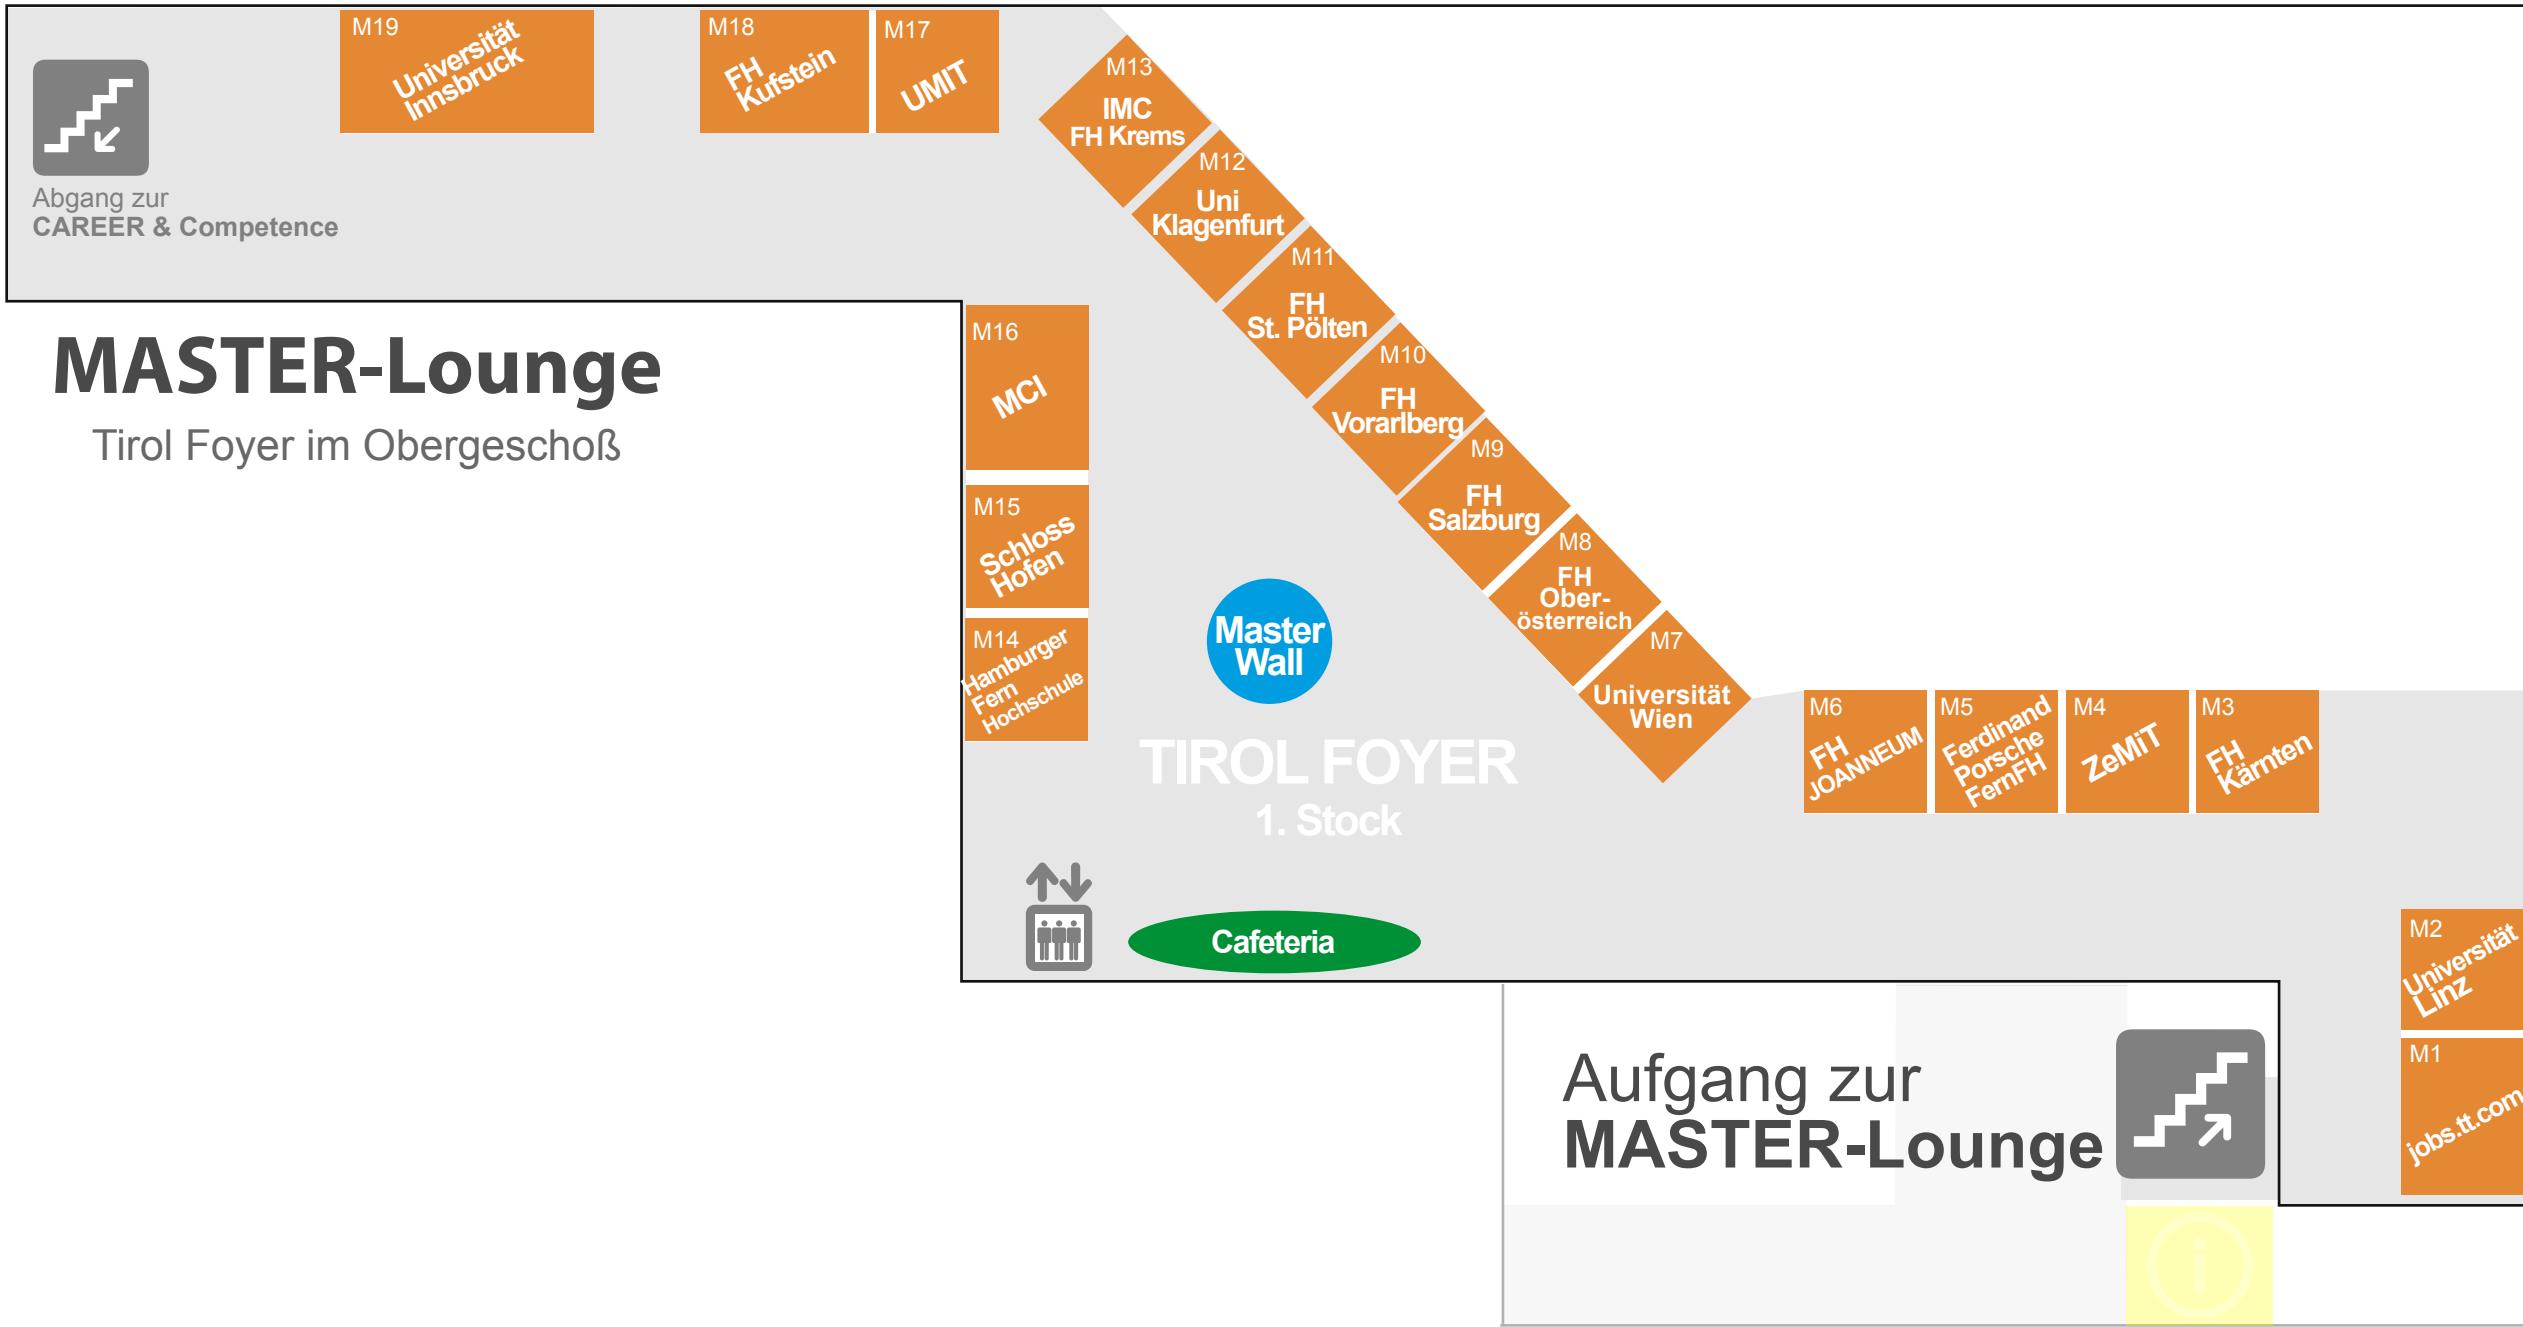 M19
Universität
Innsbruck
M18
FH
Kufstein
M17
UMIT
M13
IMC
FH Krems
Abgang zur
CAREER & Competence
M12
Uni
Klagenfurt
M11
FH
St. Pölten
MASTER-Lounge
Tirol Foyer im Obergeschoß
M16
MCI
M10
FH
Vorarlberg
M9
FH
Salzburg
M15
Schloss
Hofen
M8
FH
Ober-
österreich
M14
Hamburger
Fern
Hochschule
Master
Wall
M7
Universität
Wien
M6
FH
JOANNEUM
M5
Ferdinand
Porsche
FernFH
M4
ZeMiT
M3
FH
Kärnten
TIROL FOYER
1. Stock
Cafeteria
M2
Universität
Linz
M1
jobs.tt.com
Aufgang zur
MASTER-Lounge
i